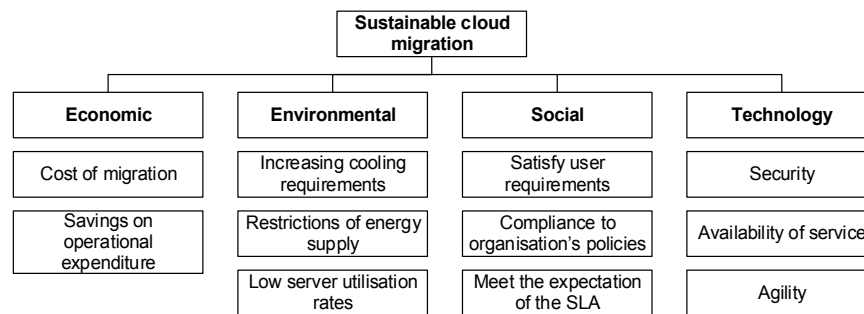 Sustainable cloud
migration
Economic
Environmental
Social
Technology
Cost of migration
Increasing cooling
requirements
Satisfy user
requirements
Security
Savings on
operational
expenditure
Restrictions of energy
supply
Compliance to
organisation's policies
Availability of service
Low server utilisation
rates
Meet the expectation
of the SLA
Agility